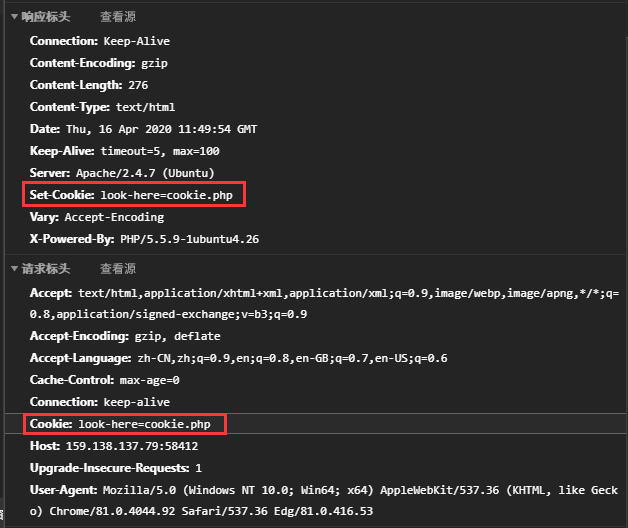 响应标头 查看源
Connection: Keep-Alive
Content-Encoding: gzip
Content-Length: 276
Content-Type: text/html
Date: Thu, 16 Apr 2020 11:49:54 GMT
Keep-Alive: timeout=5, max=100
Server: Apache/2.4.7 (Ubuntu)
Set-Cookie: look-here=cookie.php
Vary: Accept-Encoding
X-Powered-By: PHP/5.5.9-1ubuntu4.26
请求标头 查看源
Accept: text/html,application/xhtml+xml,application/xml;q=0.9,image/webp,image/apng,*/*;q=
0.8,application/signed-exchange;v=b3;q=0.9
Accept-Encoding: gzip, deflate
Accept-Language: zh-CN,zh;q=0.9,en;q=0.8,en-GB;q=0.7,en-US;q=0.6
Cache-Control: max-age=0
Connection: keep-alive
Cookie: look-here=cookie.php
Host: 159.138.137.79:58412
Upgrade-Insecure-Requests: 1
User-Agent: Mozilla/5.0 (Windows NT 10.0; Win64; x64) AppleWebKit/537.36 (KHTML, like Geck
o) Chrome/81.0.4044.92 Safari/537.36 Edg/81.0.416.53